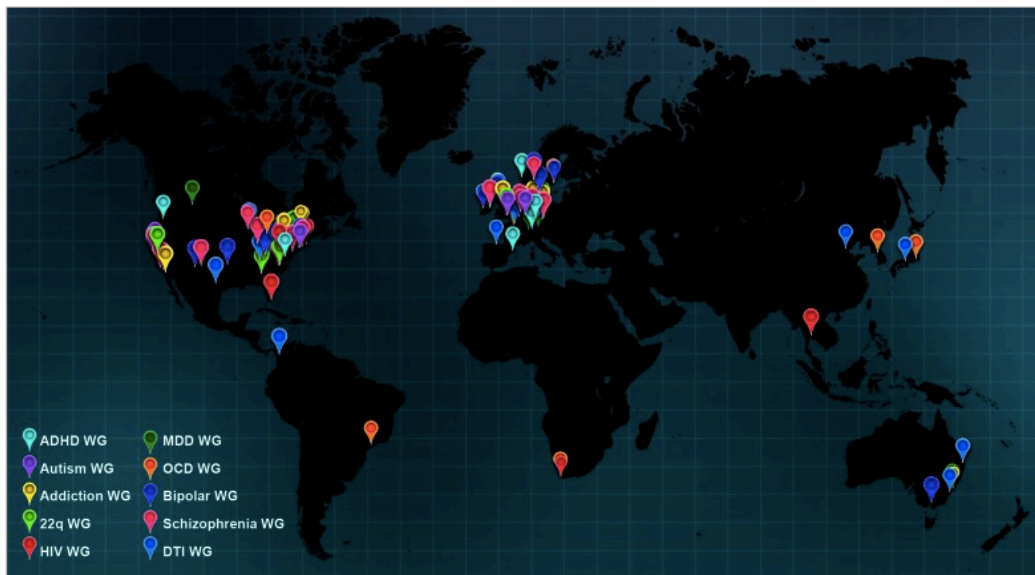 ADHD WG
Autism WG
Addiction WG
22q WG
HIV WG
MDD WG
OCD WG
Bipolar WG
Schizophrenia WG
DTI WG